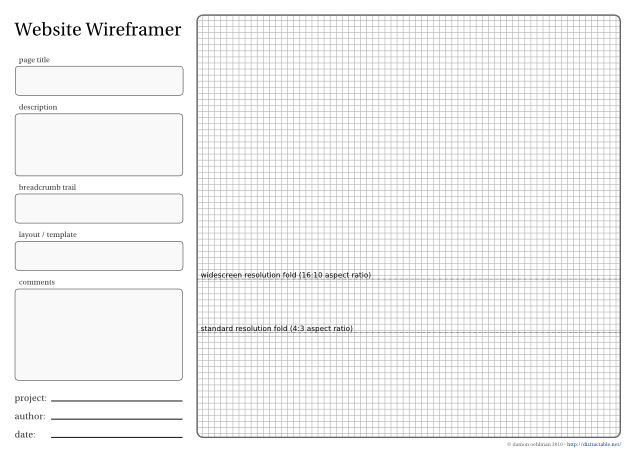 Website Wireframer
page title
description
breadcrumb trail
layout / template
comments
project:
author:
date:
widescreen resolution fold (16:10 aspect ratio)
standard resolution fold (4:3 aspect ratio)
© damon oehlman 2010 - http://distractable.net/